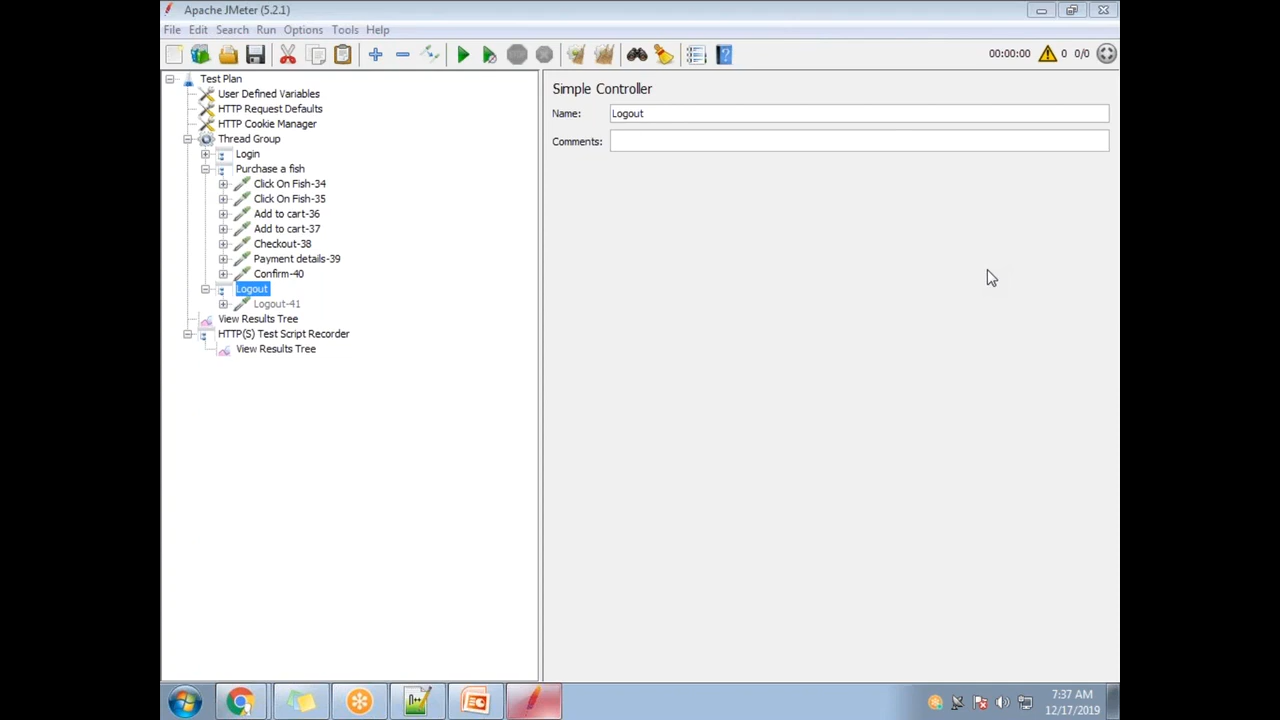 Apache JMeter (5.2.1)
File Edit Search Run Options Tools Help
00:00:00 0 0/0
Test Plan
User Defined Variables
HTTP Request Defaults
HTTP Cookie Manager
Thread Group
Login
Purchase a fish
Click On Fish-34
Click On Fish-35
Add to cart-36
Add to cart-37
Checkout-38
Payment details-39
Confirm-40
Logout
Logout-41
View Results Tree
HTTP(S) Test Script Recorder
View Results Tree
Simple Controller
Name: Logout
Comments:
7:37 AM
12/17/2019